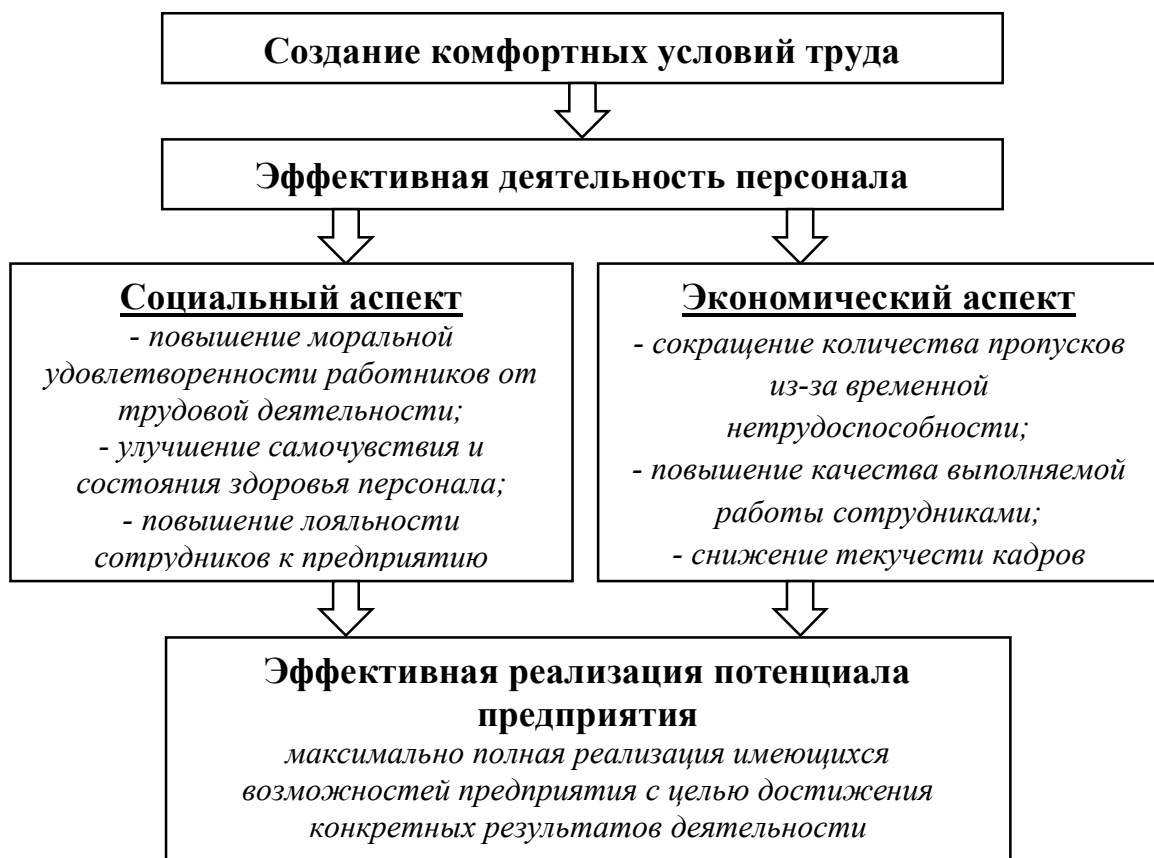 Создание комфортных условий труда
Эффективная деятельность персонала
Социальный аспект
- повышение моральной
удовлетворенности работников от
трудовой деятельности;
- улучшение самочувствия и
состояния здоровья персонала;
- повышение лояльности
сотрудников к предприятию
Экономический аспект
- сокращение количества пропусков
из-за временной
нетрудоспособности;
- повышение качества выполняемой
работы сотрудниками;
- снижение текучести кадров
Эффективная реализация потенциала
предприятия
максимально полная реализация имеющихся
возможностей предприятия с целью достижения
конкретных результатов деятельности